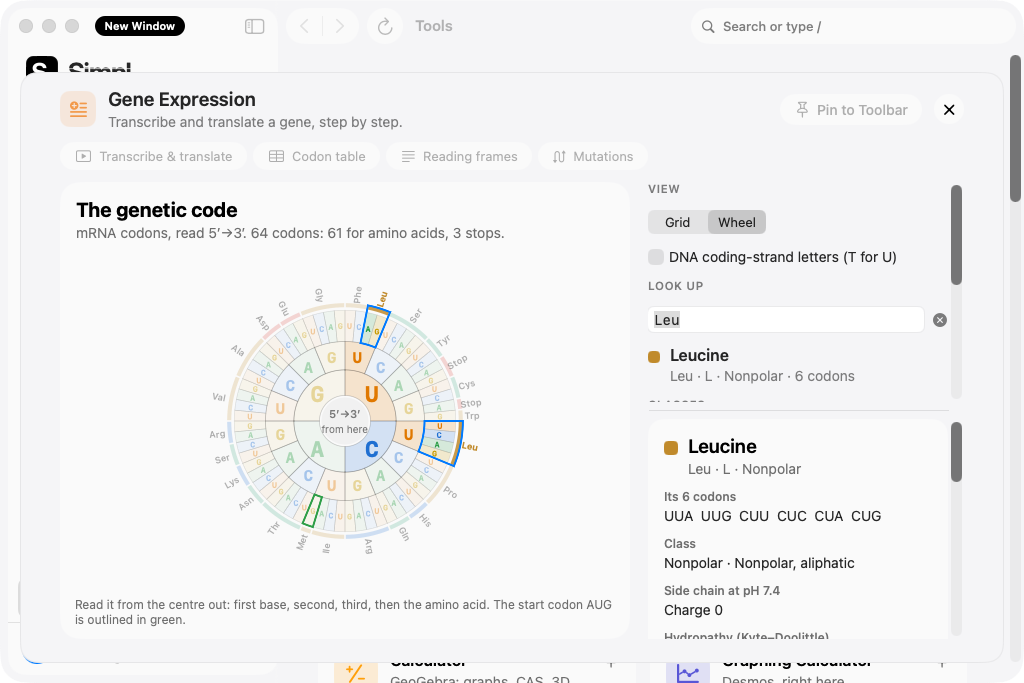 New Window
Tools
Search or type /
Gene Expression
Transcribe and translate a gene, step by step.
Pin to Toolbar
Transcribe & translate
Codon table
Reading frames
Mutations
The genetic code
mRNA codons, read 5′→3′. 64 codons: 61 for amino acids, 3 stops.
Phe
Leu
Ser
Tyr
Stop
Cys
Stop
Trp
Leu
Pro
His
Gln
Arg
Ile
Met
Thr
Asn
Lys
Ser
Arg
Val
Ala
Asp
Glu
Gly
U
C
A
G
U
C
A
G
U
C
A
G
U
C
A
G
U
C
A
G
5′→3′
from here
Read it from the centre out: first base, second, third, then the amino acid. The start codon AUG
is outlined in green.
VIEW
Grid
Wheel
DNA coding-strand letters (T for U)
LOOK UP
Leu
Leucine
Leu · L · Nonpolar · 6 codons
Leucine
Leu · L · Nonpolar
Its 6 codons
UUA UUG CUU CUC CUA CUG
Class
Nonpolar · Nonpolar, aliphatic
Side chain at pH 7.4
Charge 0
Hydropathy (Kyte–Doolittle)
Calculator
GeoGebra: graphs, CAS, 3D
Graphing Calculator
Desmos, right here